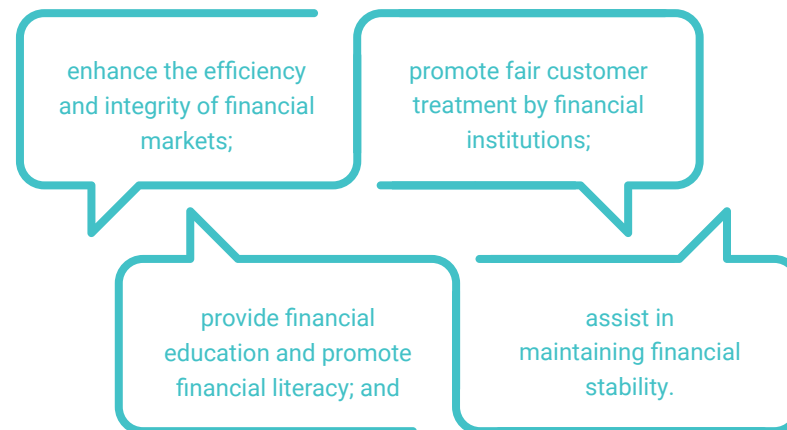 enhance the efficiency
and integrity of financial
markets;
promote fair customer
treatment by financial
institutions;
provide financial
education and promote
financial literacy; and
assist in
maintaining financial
stability.